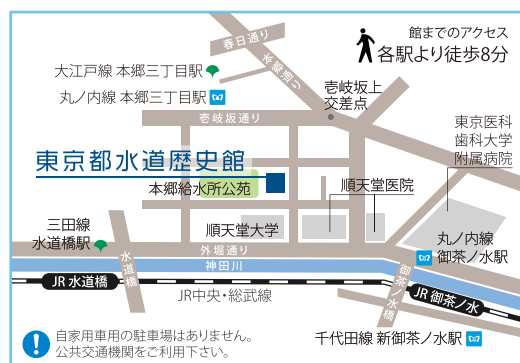 館までのアクセス
各駅より徒歩8分
春日通り
本郷通り
大江戸線 本郷三丁目駅
丸ノ内線 本郷三丁目駅
壱岐坂上
交差点
壱岐坂通り
東京医科
歯科大学
附属病院
東京都水道歴史館
本郷給水所公苑
順天堂医院
順天堂大学
三田線
水道橋駅
外堀通り
神田川
水道橋
御茶ノ水橋
丸ノ内線
御茶ノ水駅
JR 水道橋
JR中央・総武線
JR 御茶ノ水
自家用車用の駐車場はありません。
公共交通機関をご利用下さい。
千代田線 新御茶ノ水駅